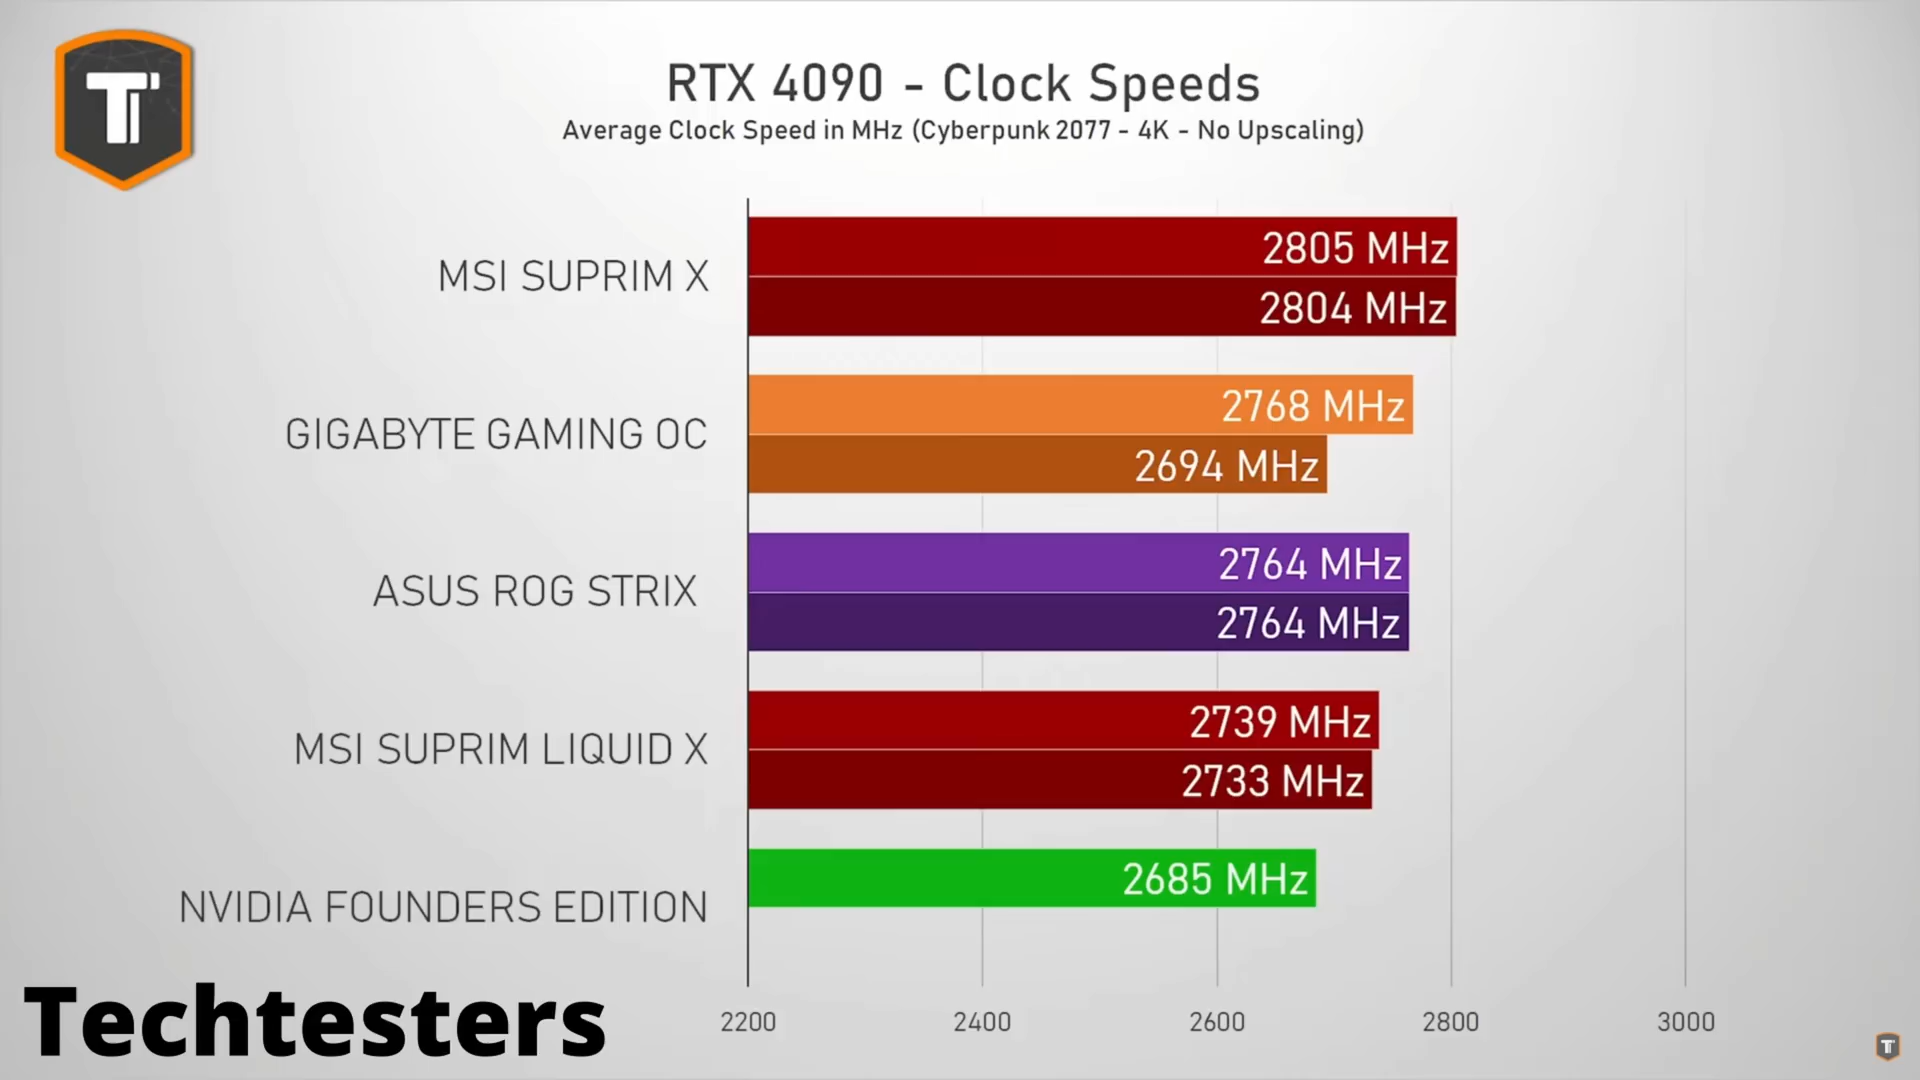 T
RTX 4090 - Clock Speeds
Average Clock Speed in MHz (Cyberpunk 2077 - 4K - No Upscaling)
MSI SUPRIM X
2805 MHz
2804 MHz
GIGABYTE GAMING OC
2768 MHz
2694 MHz
ASUS ROG STRIX
2764 MHz
2764 MHz
MSI SUPRIM LIQUID X
2739 MHz
2733 MHz
NVIDIA FOUNDERS EDITION
2685 MHz
2200 2400 2600 2800 3000
Techtesters
T